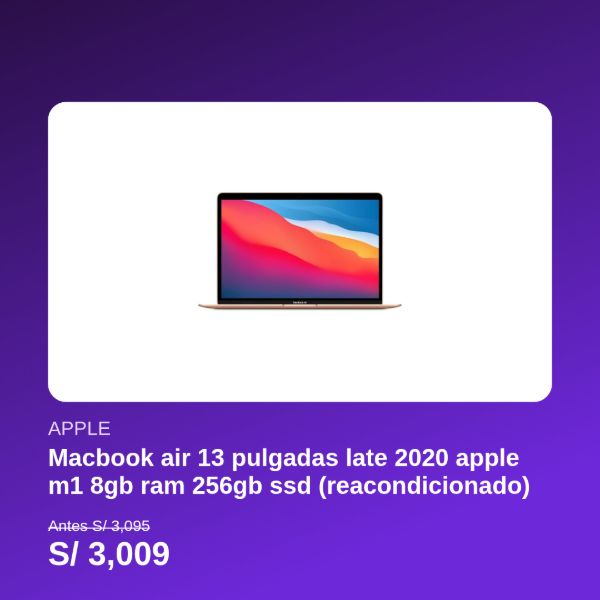 APPLE
Macbook air 13 pulgadas late 2020 apple
m1 8gb ram 256gb ssd (reacondicionado)
Antes S/ 3,095
S/ 3,009